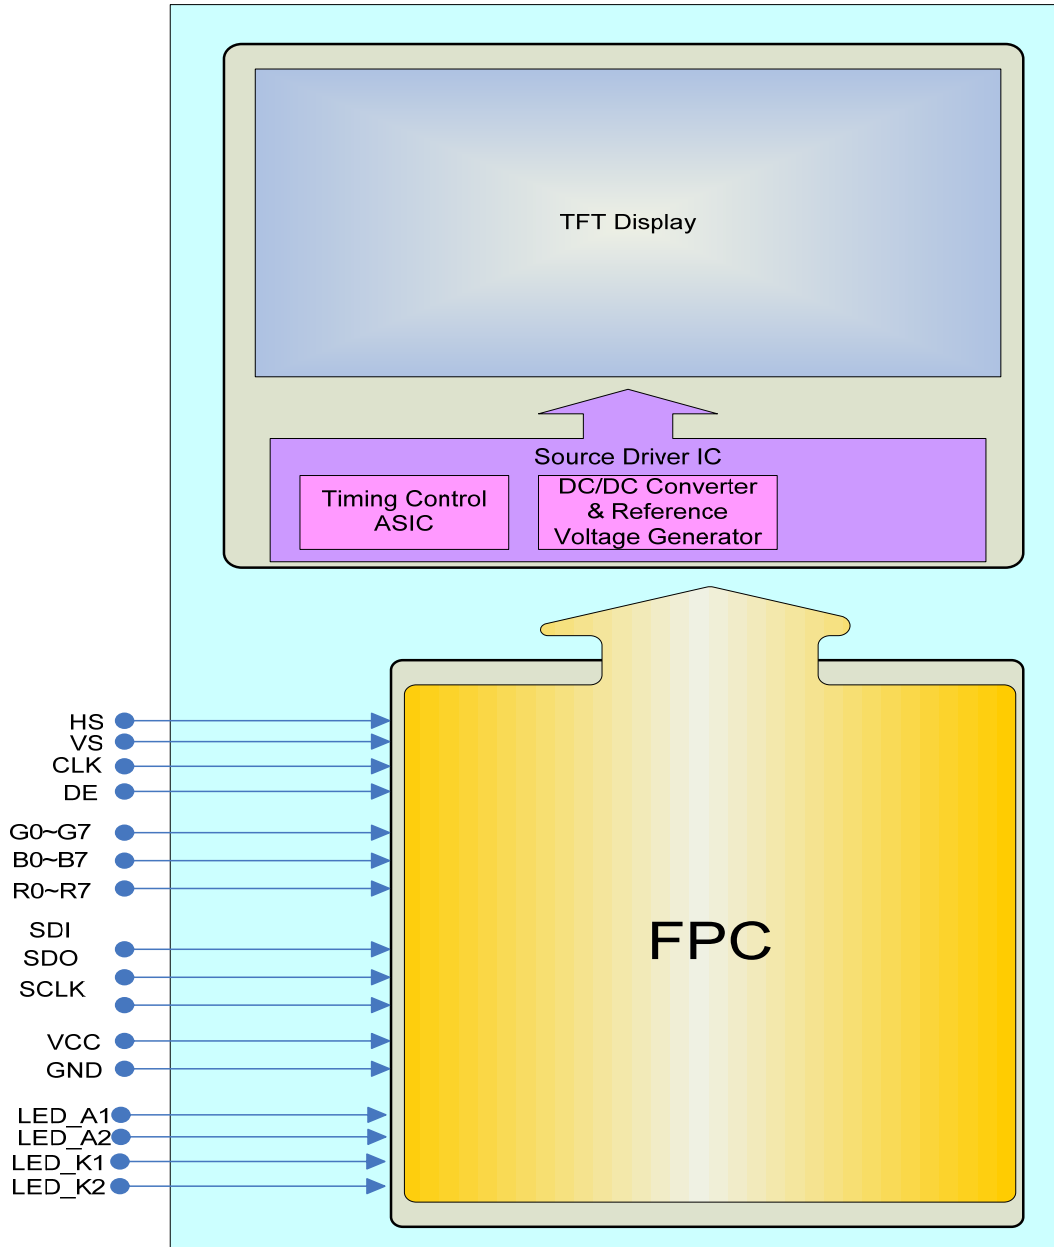 TFT Display
Source Driver IC
Timing Control
ASIC
DC/DC Converter
& Reference
Voltage Generator
HS
VS
CLK
DE
G0~G7
B0~B7
R0~R7
SDI
SDO
SCLK
VCC
GND
LED_A1
LED_A2
LED_K1
LED_K2
FPC